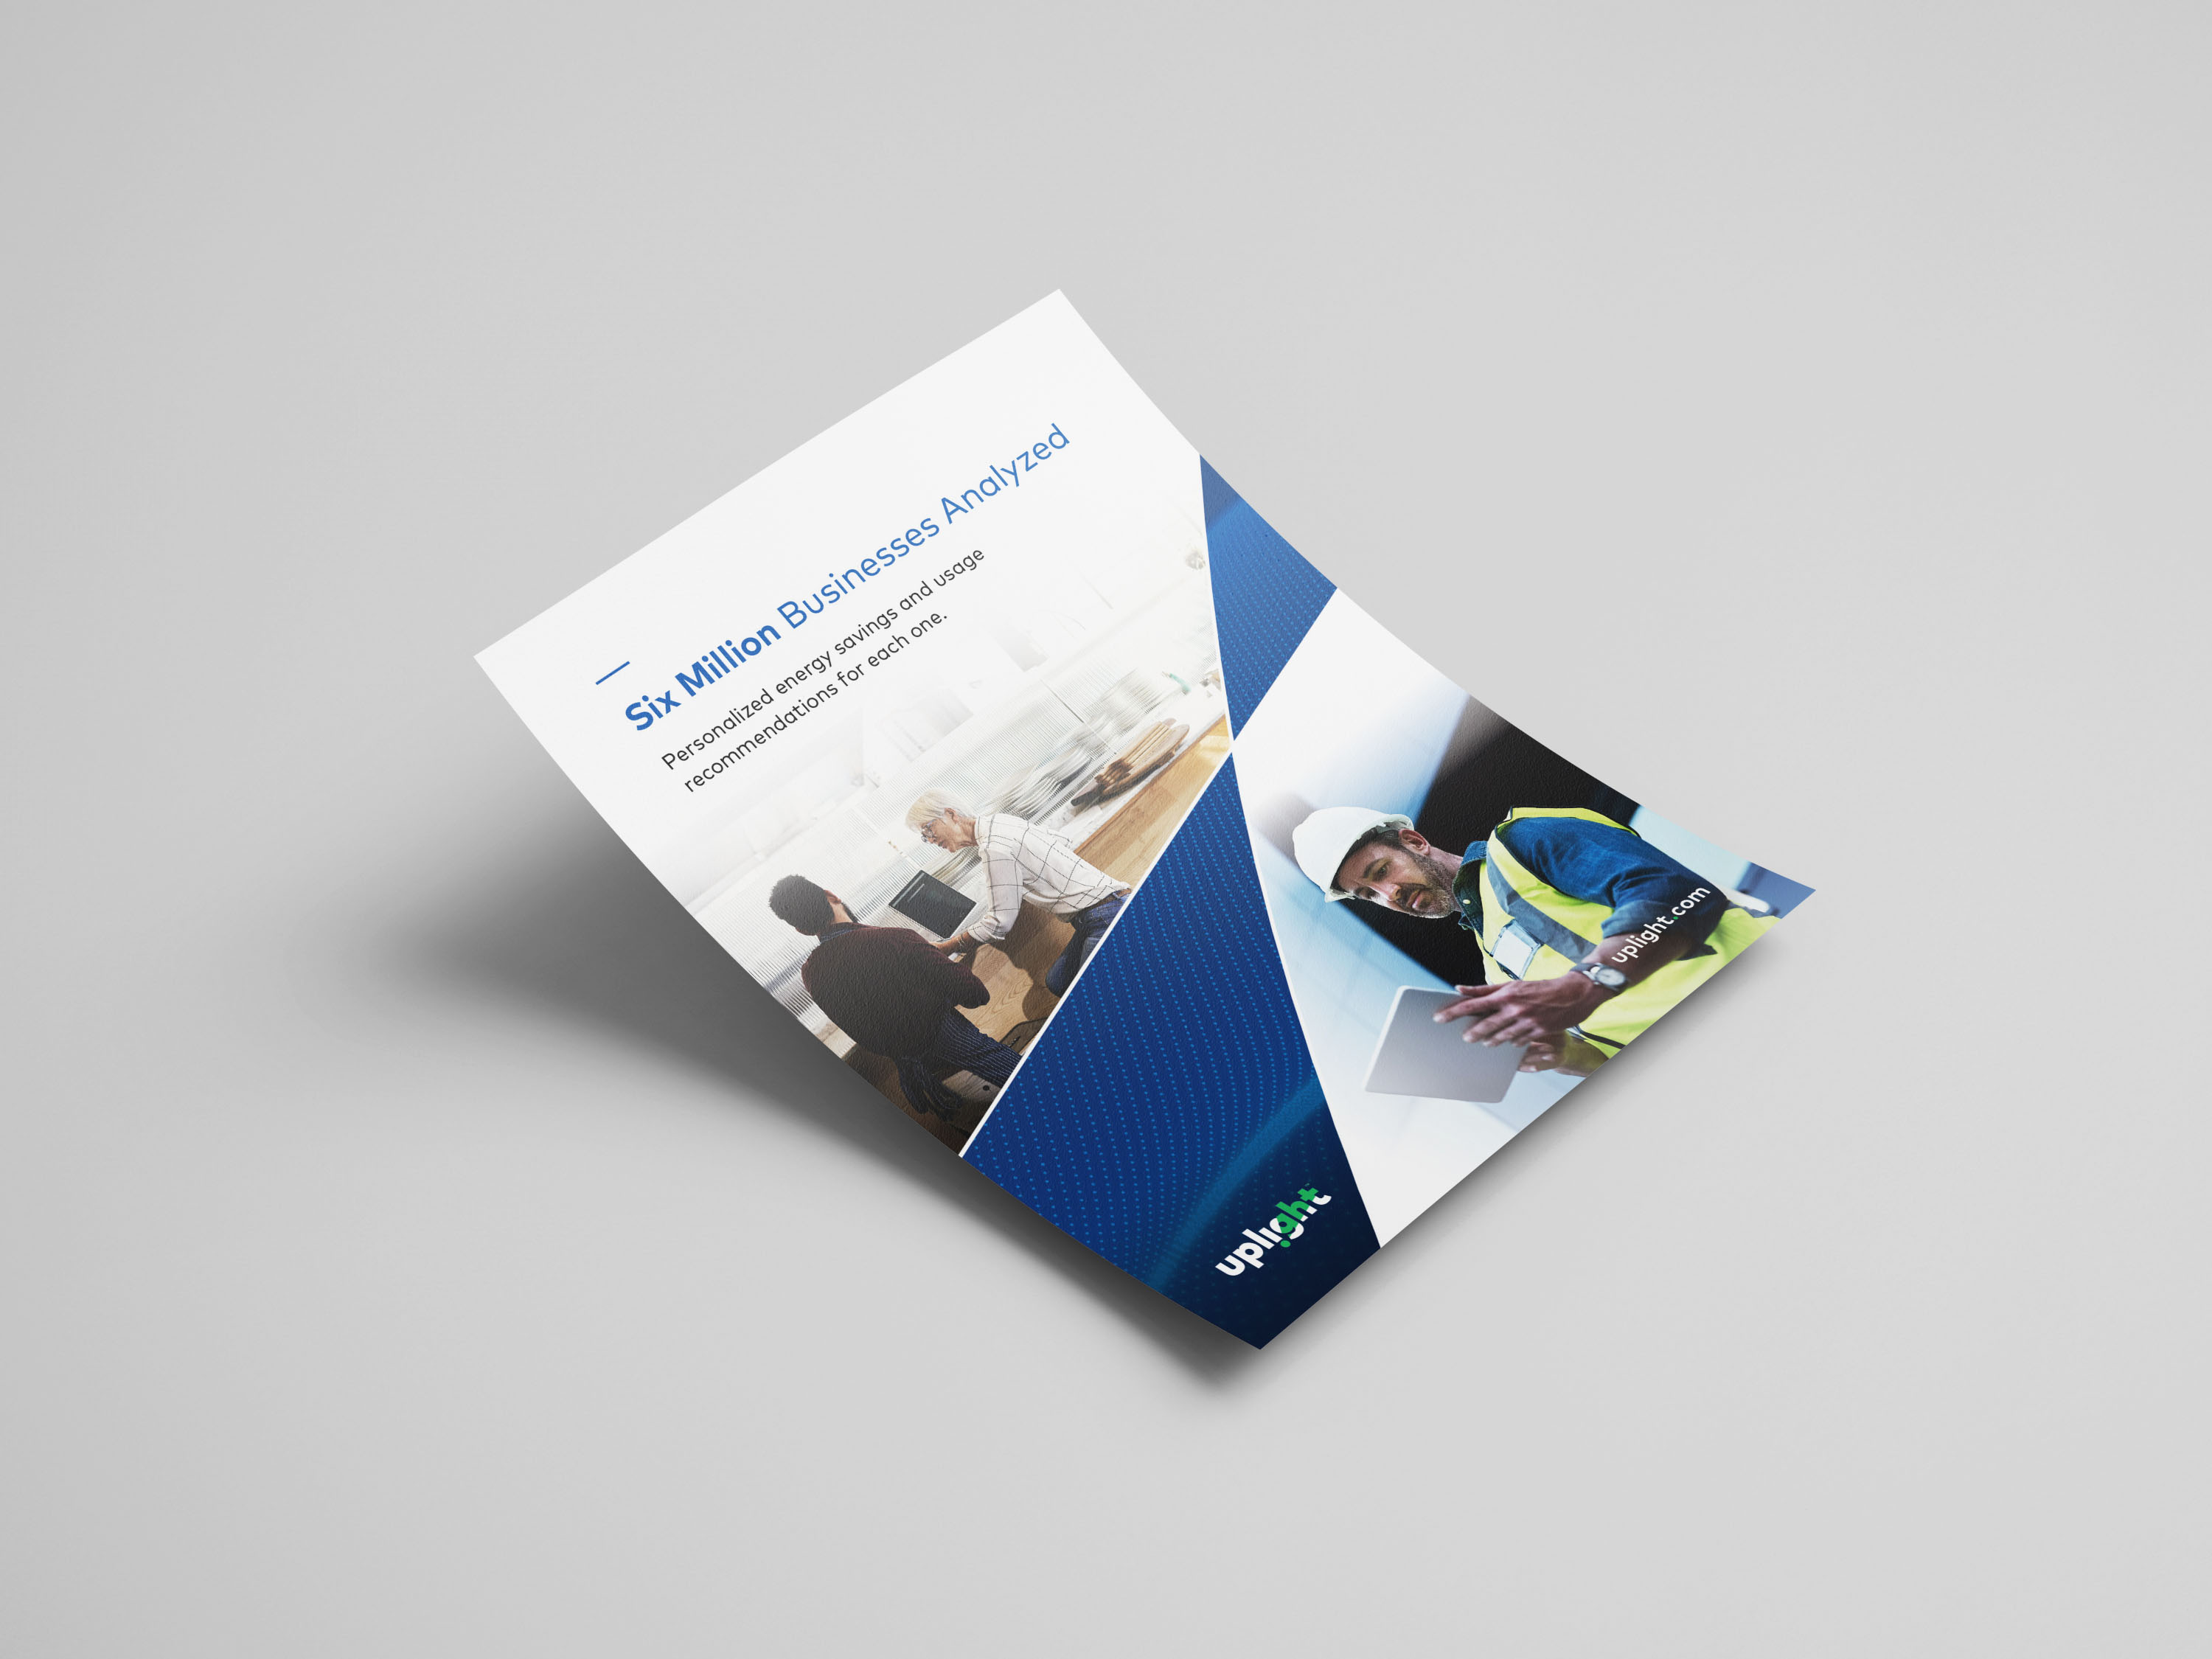 Six Million Businesses Analyzed
Personalized energy savings and usage
recommendations for each one.
uplight.com
uplight